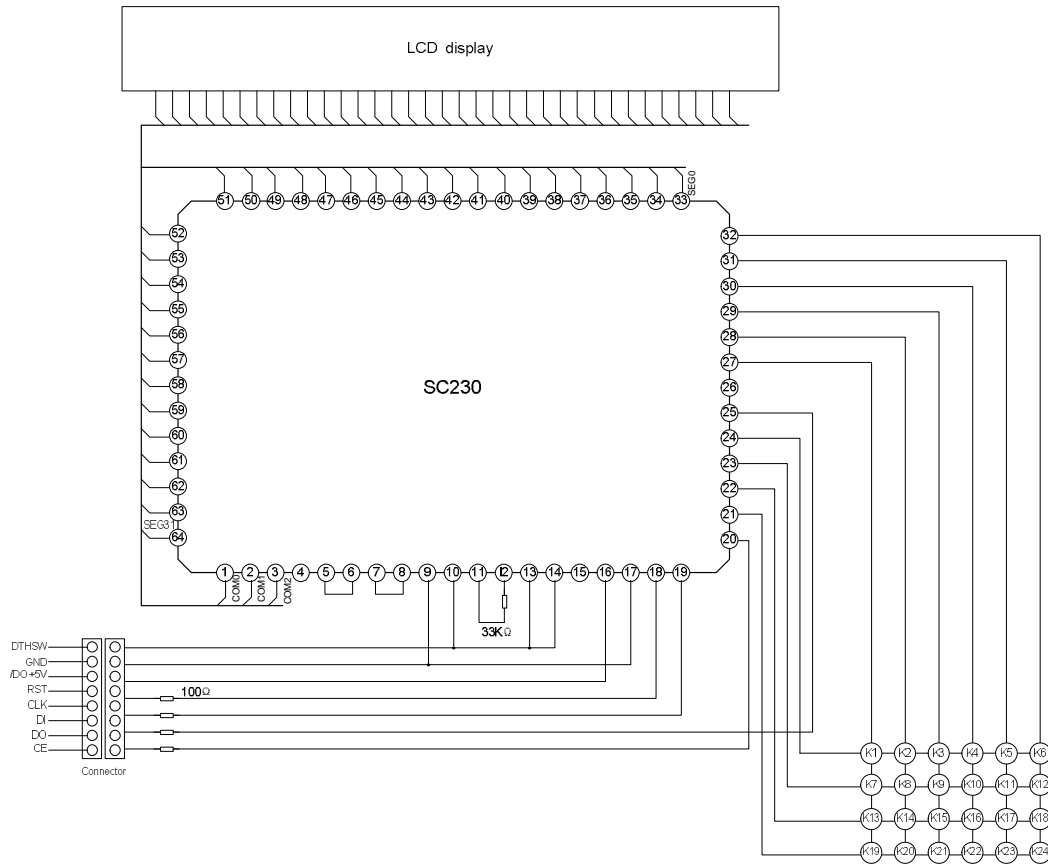 LCD display
51 50 49 48 47 46 45 44 43 42 41 40 39 38 37 36 35 34 33
SEG0
52
53
54
55
56
57
58
59
60
61
62
63
SEG31
64
SC230
32
31
30
29
28
27
26
25
24
23
22
21
20
1 2 3 4 5 6 7 8 9 10 11 12 13 14 15 16 17 18 19
COM0
COM1
COM2
33KΩ
DTHSW
GND
/DO+5V
RST
CLK
DI
DO
CE
100Ω
Connector
K1 K2 K3 K4 K5 K6
K7 K8 K9 K10 K11 K12
K13 K14 K15 K16 K17 K18
K19 K20 K21 K22 K23 K24